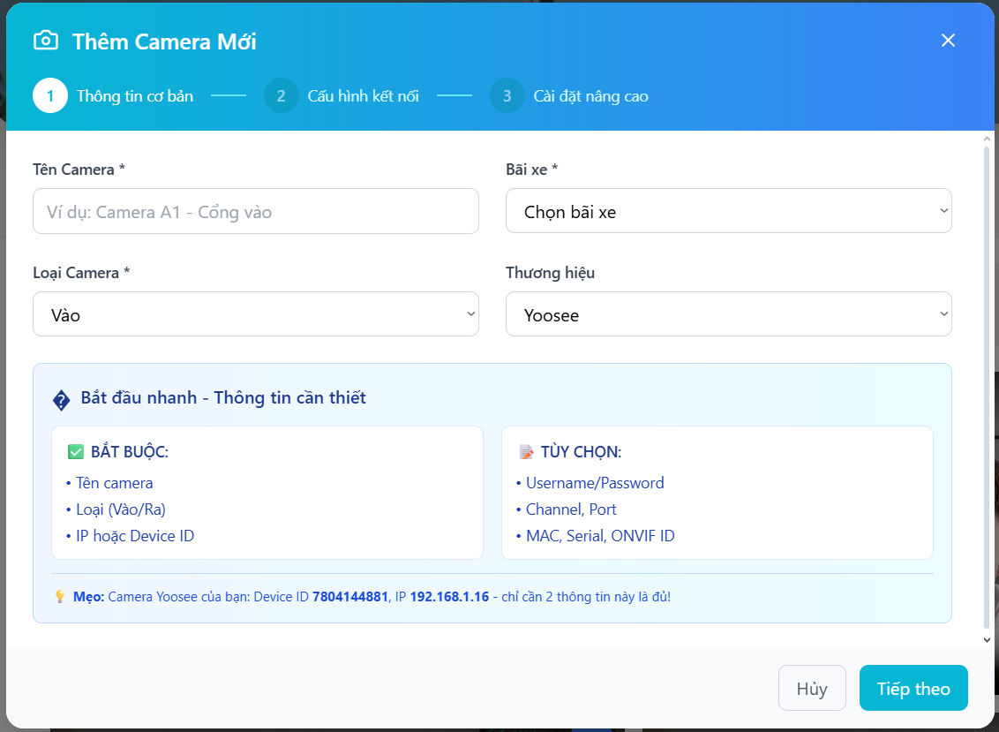 Thêm Camera Mới
1 Thông tin cơ bản 2 Cấu hình kết nối 3 Cài đặt nâng cao
Tên Camera * Bãi xe *
Ví dụ: Camera A1 - Cổng vào Chọn bãi xe
Loại Camera * Thương hiệu
Vào Yoosee
Bắt đầu nhanh - Thông tin cần thiết
✅ BẮT BUỘC:
• Tên camera
• Loại (Vào/Ra)
• IP hoặc Device ID
📝 TÙY CHỌN:
• Username/Password
• Channel, Port
• MAC, Serial, ONVIF ID
💡 Mẹo: Camera Yoosee của bạn: Device ID 7804144881, IP 192.168.1.16 - chỉ cần 2 thông tin này là đủ!
Hủy Tiếp theo